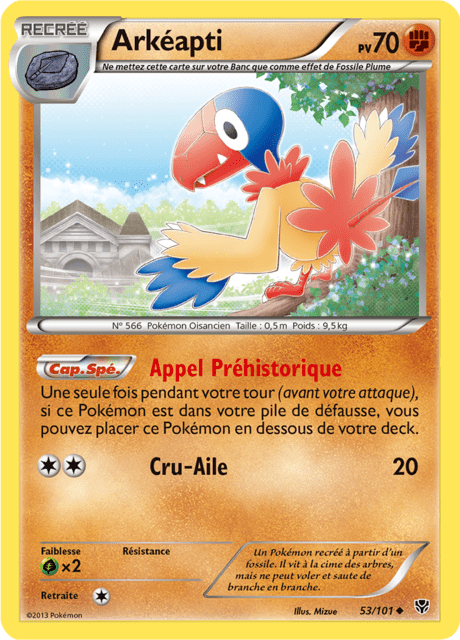 RECRÉÉ
Arkéapti
PV70
Ne mettez cette carte sur votre Banc que comme effet de Fossile Plume
N° 566 Pokémon Oisancien Taille : 0,5m Poids : 9,5kg
Cap.Spé. Appel Préhistorique
Une seule fois pendant votre tour (avant votre attaque),
si ce Pokémon est dans votre pile de défausse, vous
pouvez placer ce Pokémon en dessous de votre deck.
Cru-Aile 20
Faiblesse Résistance
×2
Retraite
Un Pokémon recréé à partir d'un
fossile. Il vit à la cime des arbres,
mais ne peut voler et saute de
branche en branche.
©2013 Pokémon
Illus. Mizue 53/101